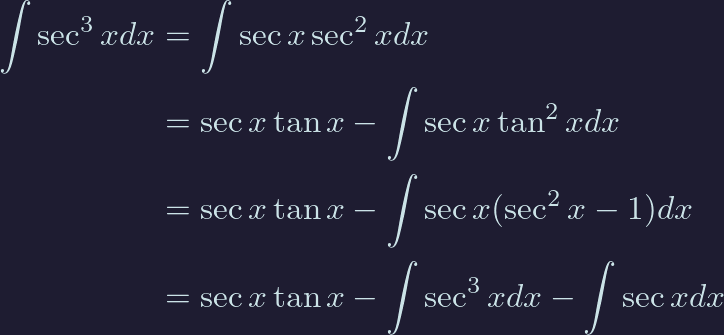 ∫ sec³ x dx = ∫ sec x sec² x dx
= sec x tan x − ∫ sec x tan² x dx
= sec x tan x − ∫ sec x(sec² x − 1)dx
= sec x tan x − ∫ sec³ x dx − ∫ sec x dx